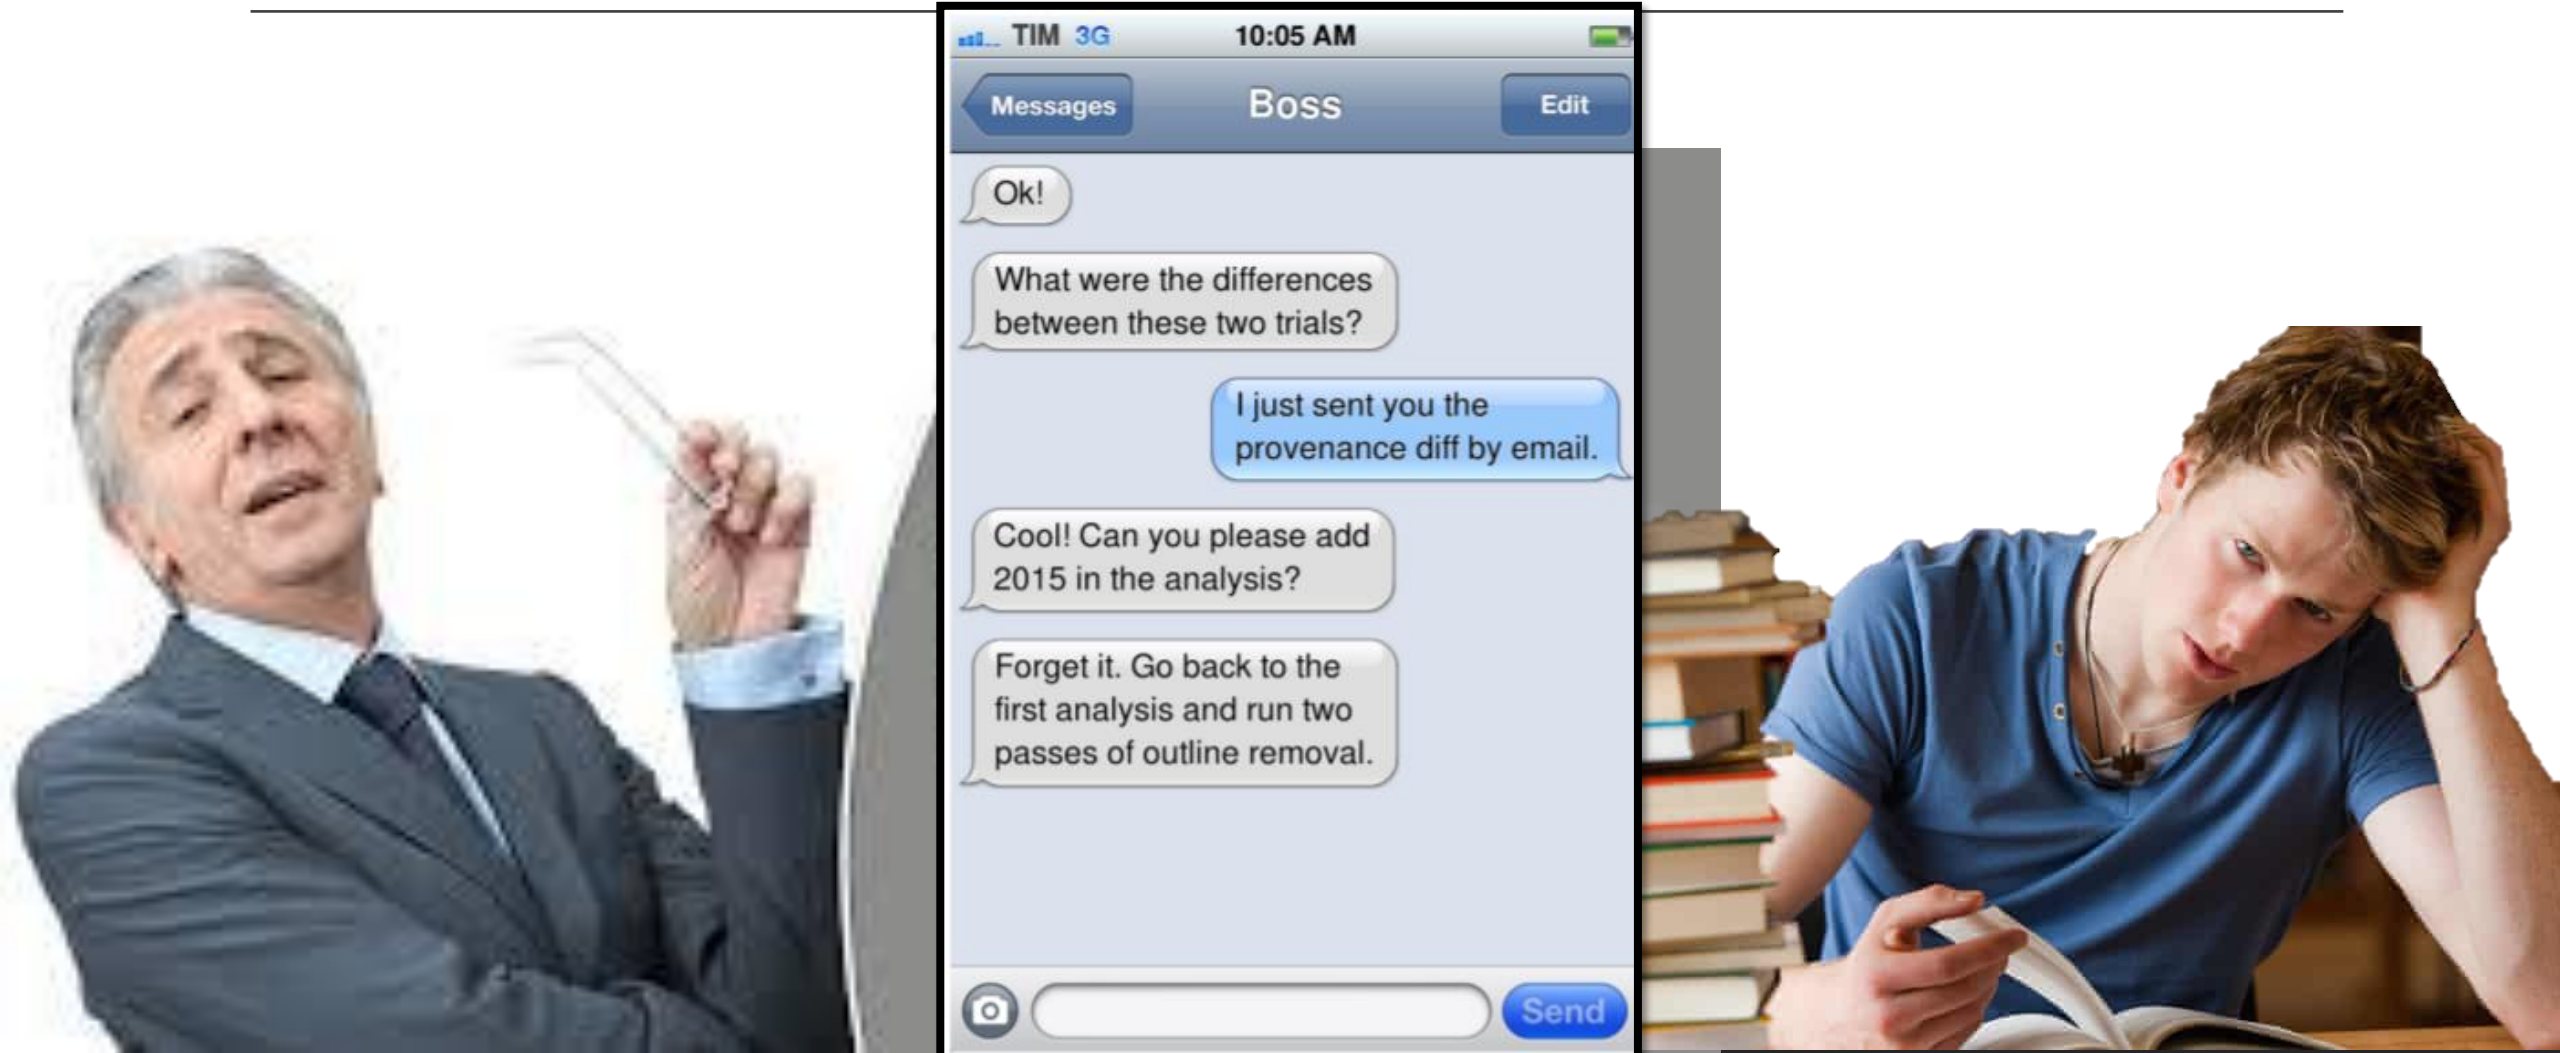 TIM 3G 10:05 AM
Messages Boss Edit
Ok!
What were the differences
between these two trials?
I just sent you the
provenance diff by email.
Cool! Can you please add
2015 in the analysis?
Forget it. Go back to the
first analysis and run two
passes of outline removal.
Send